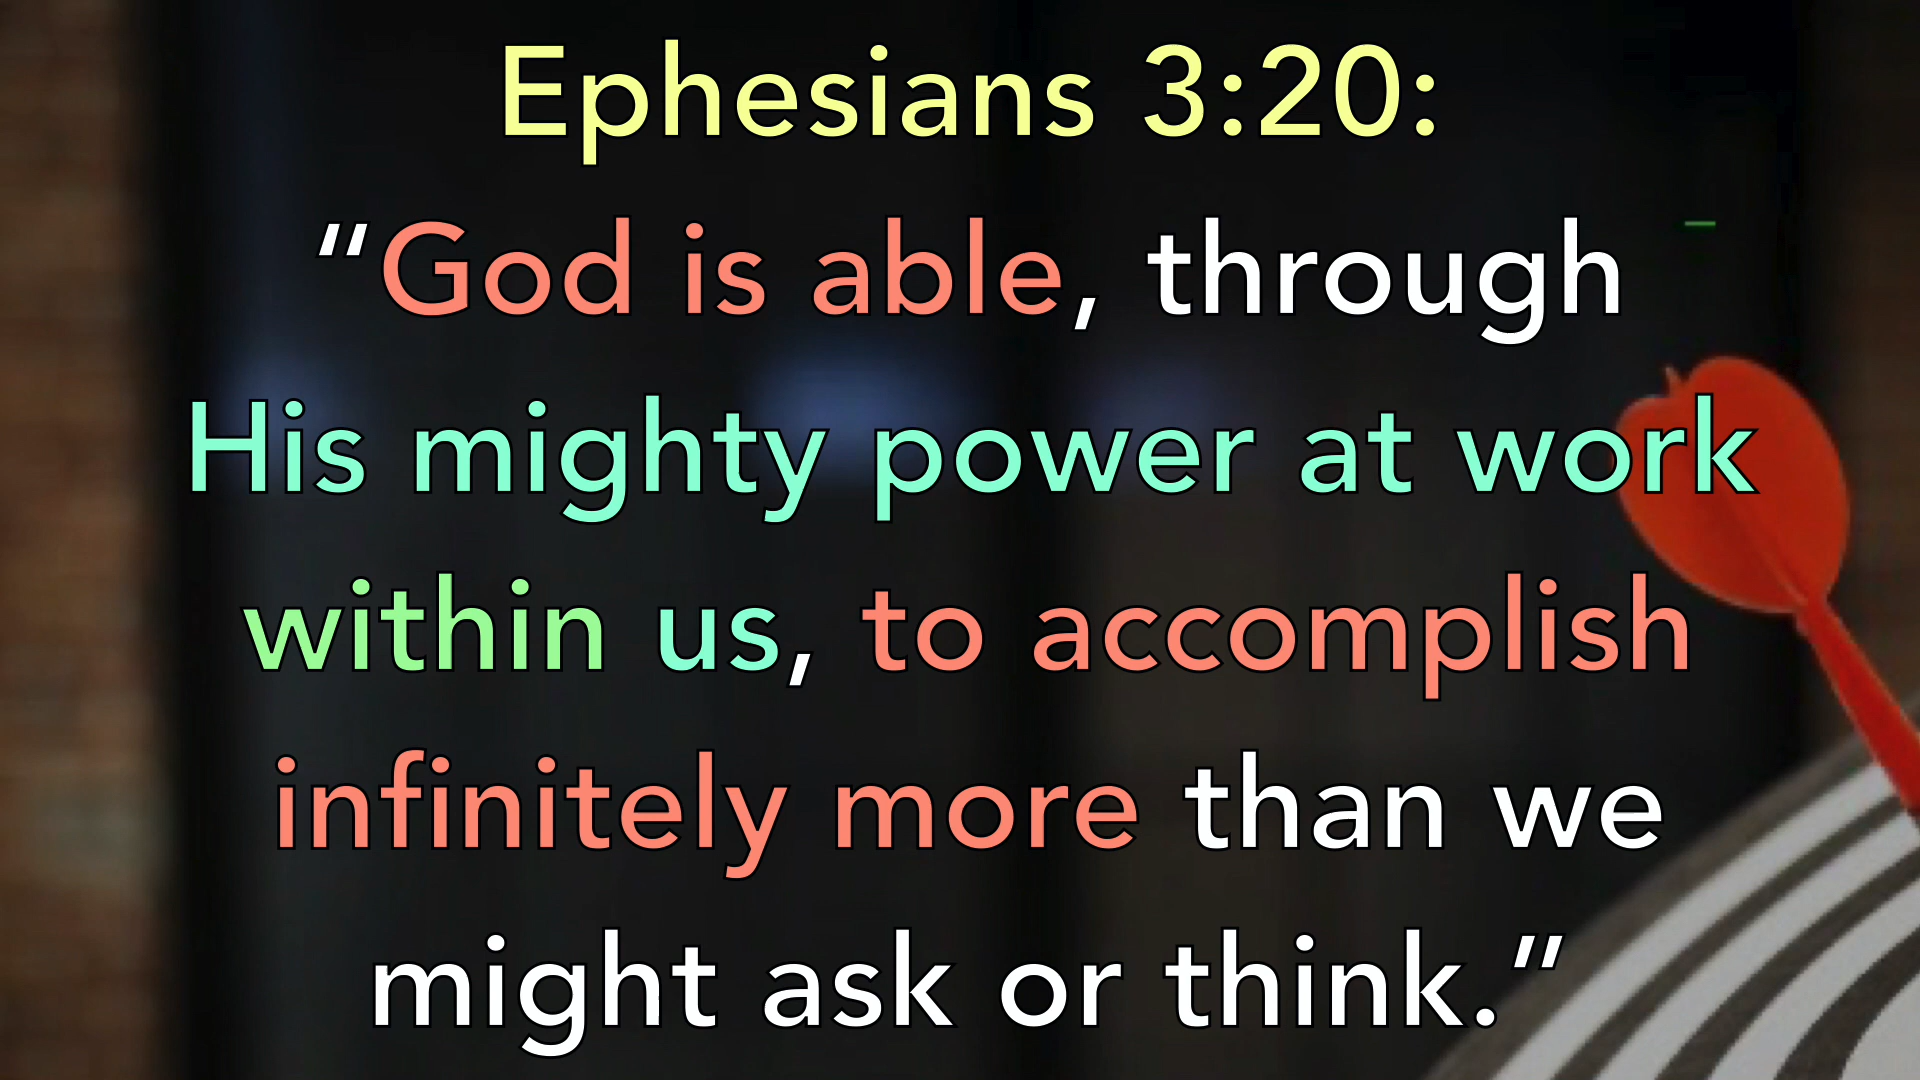 Ephesians 3:20:
“God is able, through
His mighty power at work
within us, to accomplish
infinitely more than we
might ask or think.”